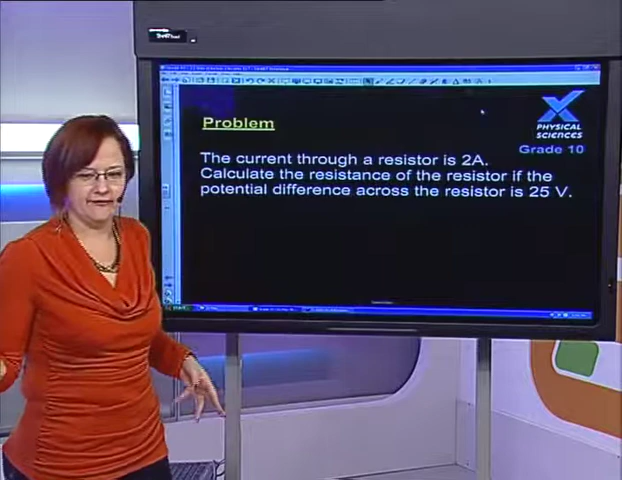 Problem
PHYSICAL
SCIENCES
Grade 10
The current through a resistor is 2A.
Calculate the resistance of the resistor if the
potential difference across the resistor is 25 V.